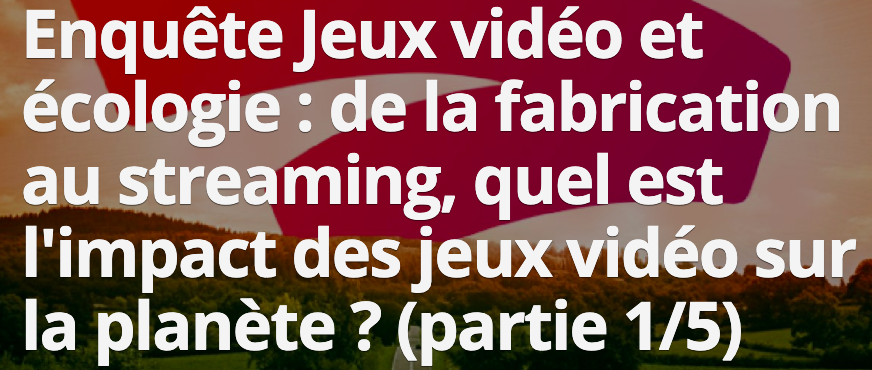 Enquête Jeux vidéo et
écologie : de la fabrication
au streaming, quel est
l'impact des jeux vidéo sur
la planète ? (partie 1/5)